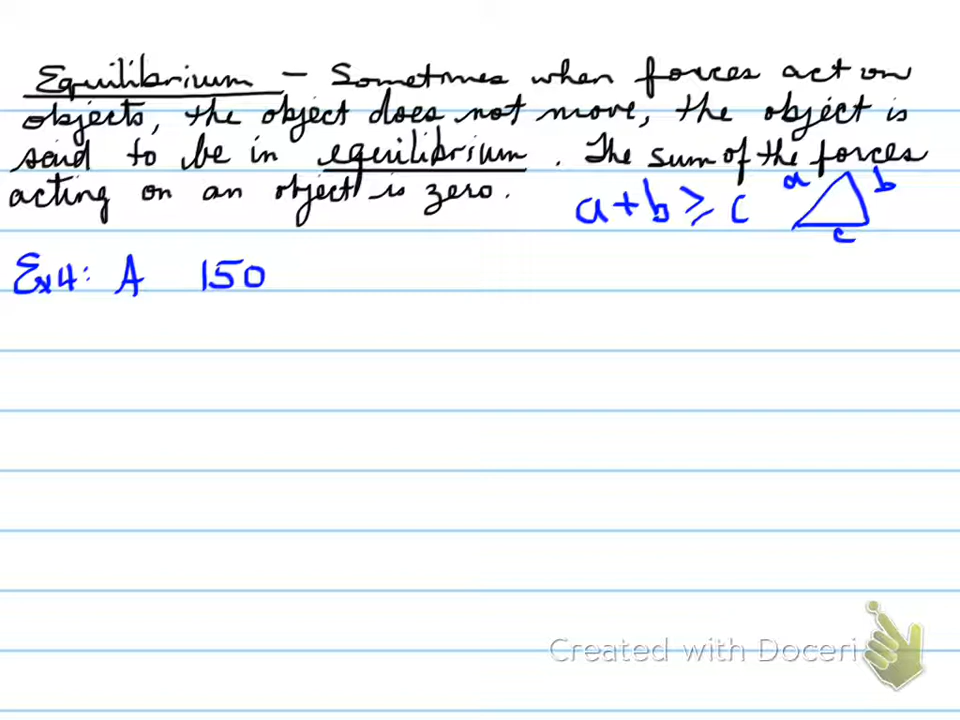 Equilibrium - Sometimes when forces act on
objects, the object does not move, the object is
said to be in equilibrium. The sum of the forces
acting on an object is zero.
a + b ≥ c
a
b
c
Ex4: A 150
Created with Doceri